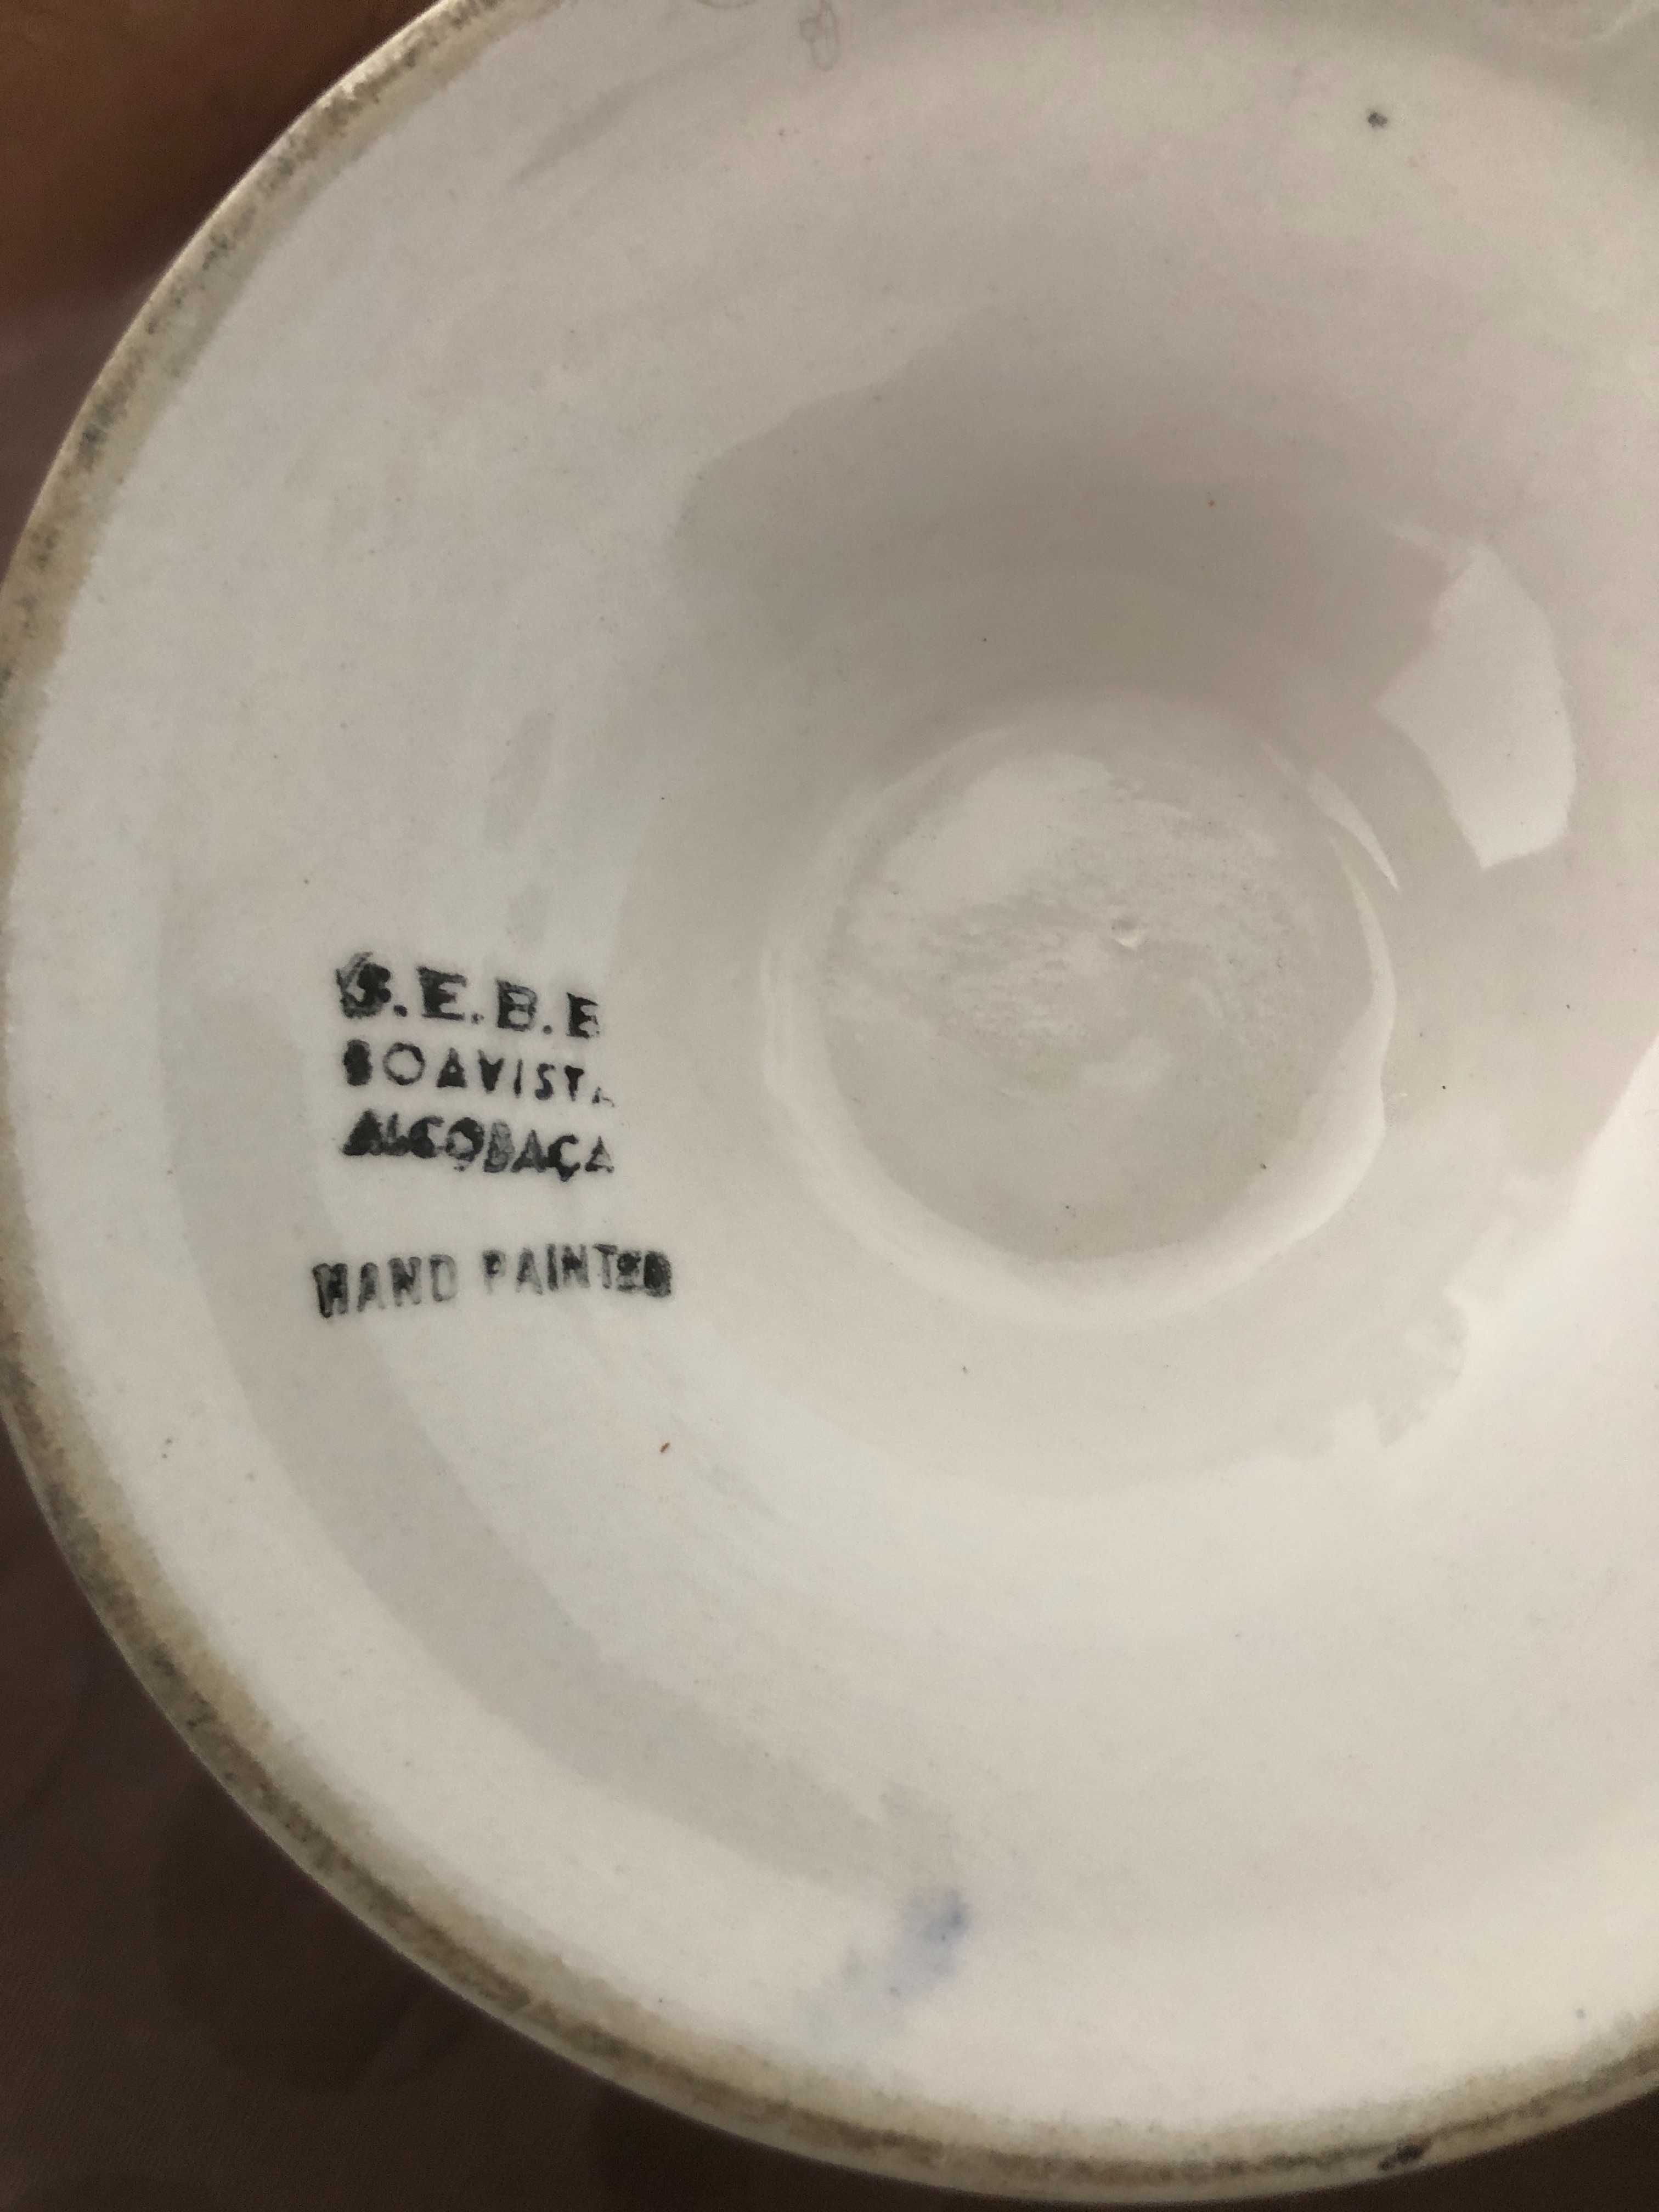 S.E.B.B
BOAVISTA
ALCOBAÇA
HAND PAINTED